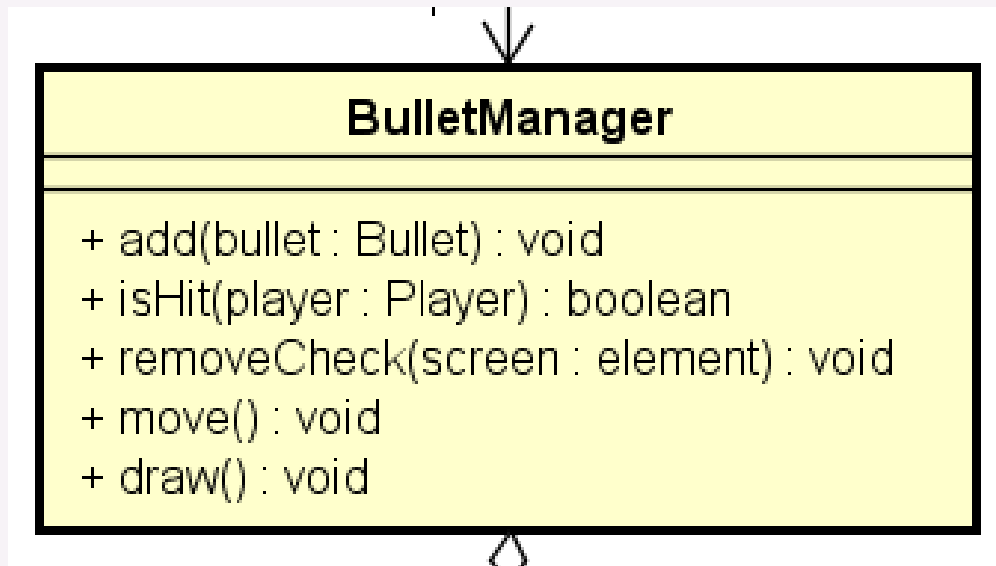 BulletManager
+ add(bullet : Bullet) : void
+ isHit(player : Player) : boolean
+ removeCheck(screen : element) : void
+ move() : void
+ draw() : void